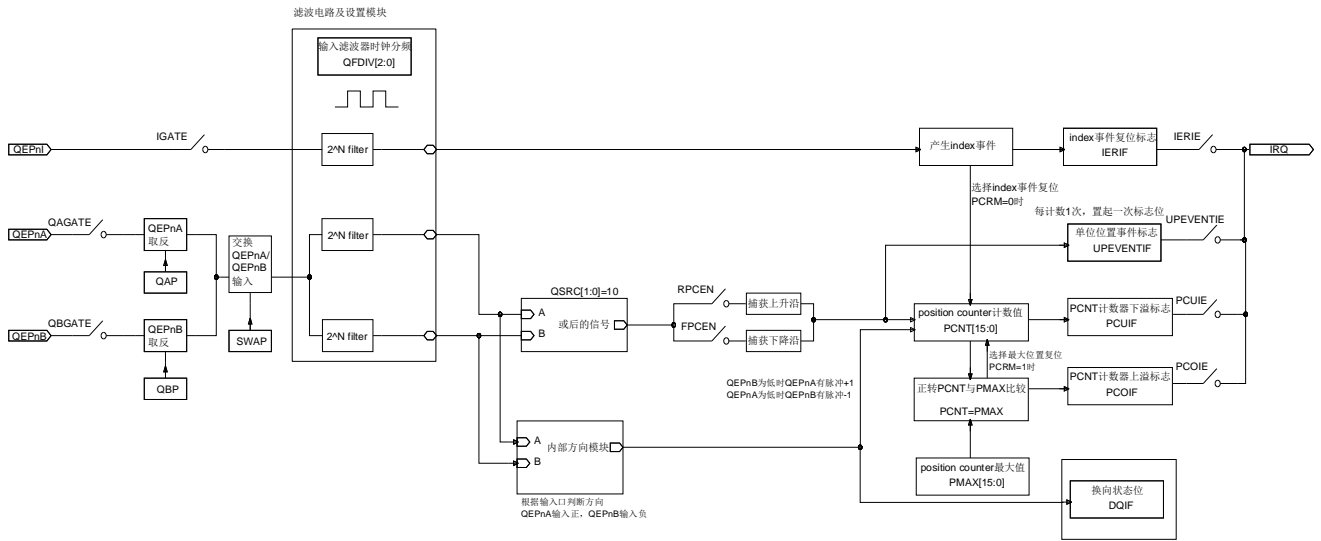 滤波电路及设置模块
输入滤波器时钟分频
QFDIV[2:0]
QEPnI
IGATE
2^N filter
产生index事件
index事件复位标志
IERIF
IERIE
IRQ
选择index事件复位
PCRM=0时
每计数1次，置起一次标志位
QEPnA
QAGATE
QEPnA
取反
QAP
交换
QEPnA/
QEPnB
输入
SWAP
2^N filter
单位位置事件标志
UPEVENTIF
UPEVENTIE
QEPnB
QBGATE
QEPnB
取反
QBP
2^N filter
QSRC[1:0]=10
A
B
或后的信号
RPCEN
FPCEN
捕获上升沿
捕获下降沿
position counter计数值
PCNT[15:0]
PCNT计数器下溢标志
PCUIF
PCUIE
选择最大位置复位
PCRM=1时
QEPnB为低时QEPnA有脉冲+1
QEPnA为低时QEPnB有脉冲-1
正转PCNT与PMAX比较
PCNT=PMAX
PCNT计数器上溢标志
PCOIF
PCOIE
A
B
内部方向模块
根据输入口判断方向
QEPnA输入正，QEPnB输入负
position counter最大值
PMAX[15:0]
换向状态位
DQIF